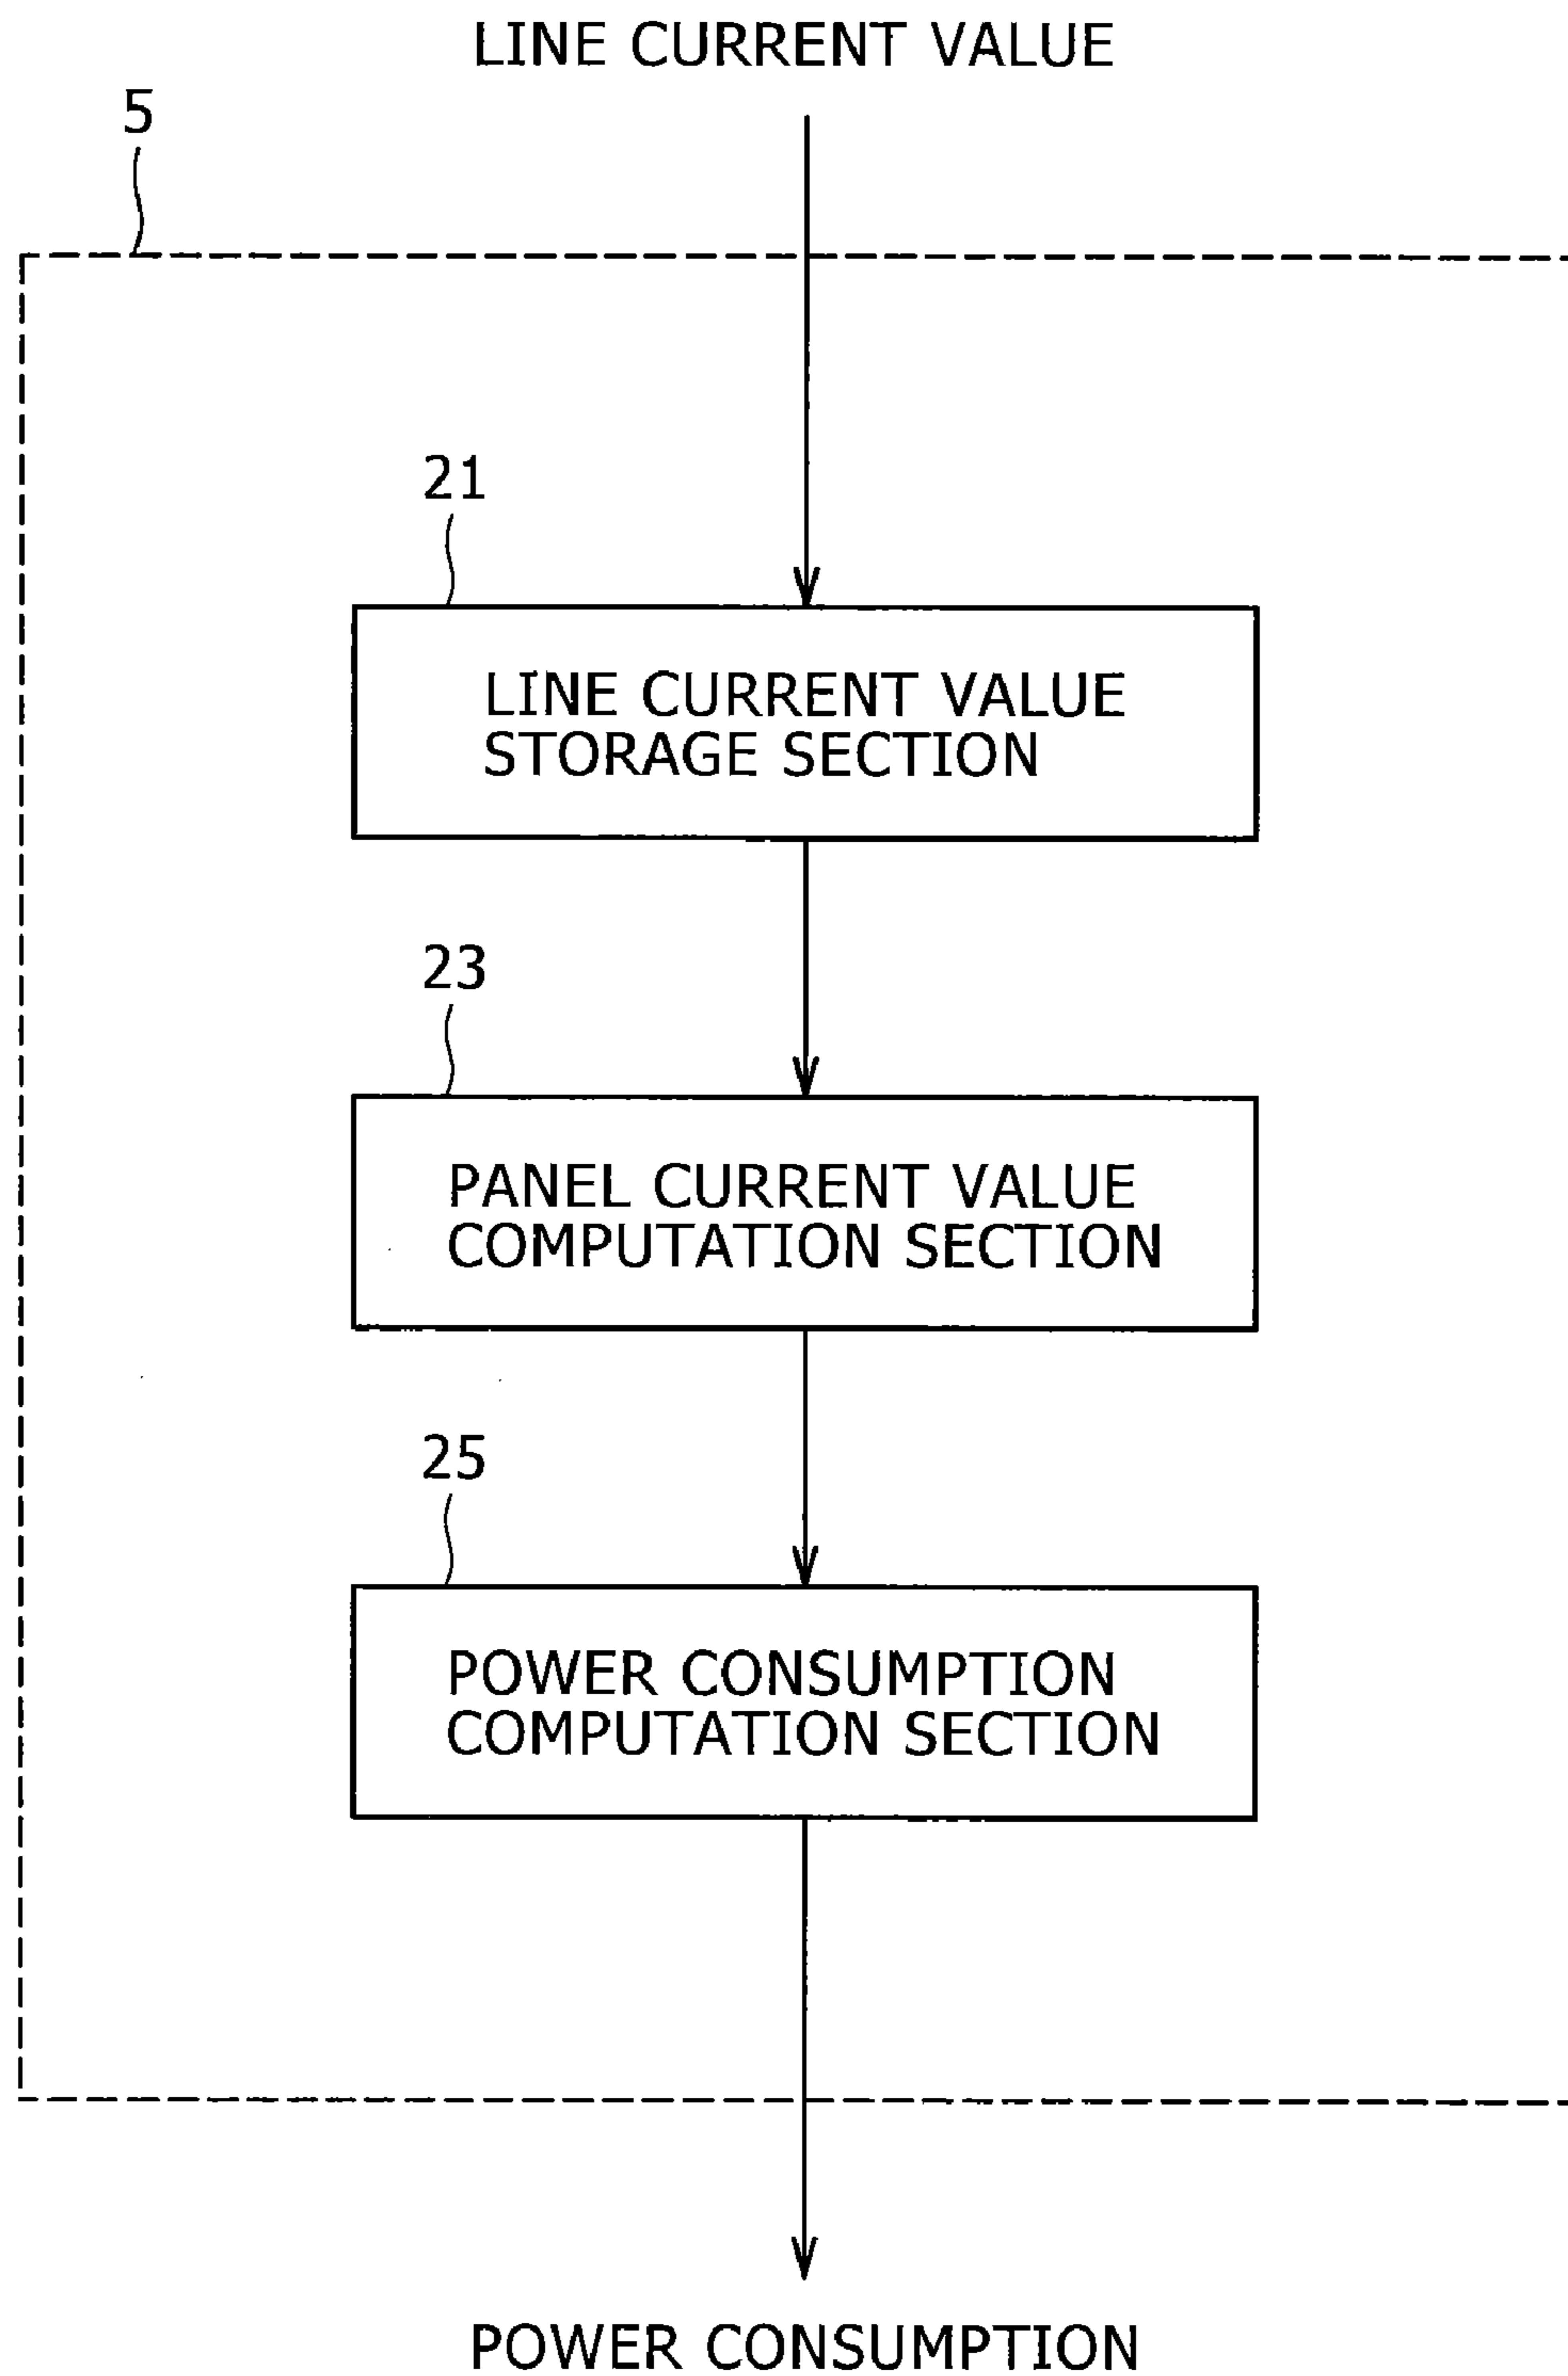 LINE CURRENT VALUE
5
21
LINE CURRENT VALUE
STORAGE SECTION
23
PANEL CURRENT VALUE
COMPUTATION SECTION
25
POWER CONSUMPTION
COMPUTATION SECTION
POWER CONSUMPTION